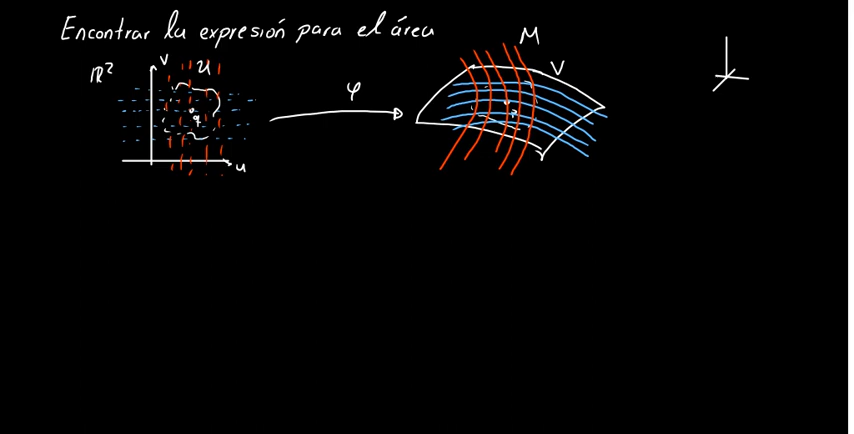 Encontrar la expresión para el área
M
ℝ² v U φ V
q p
u